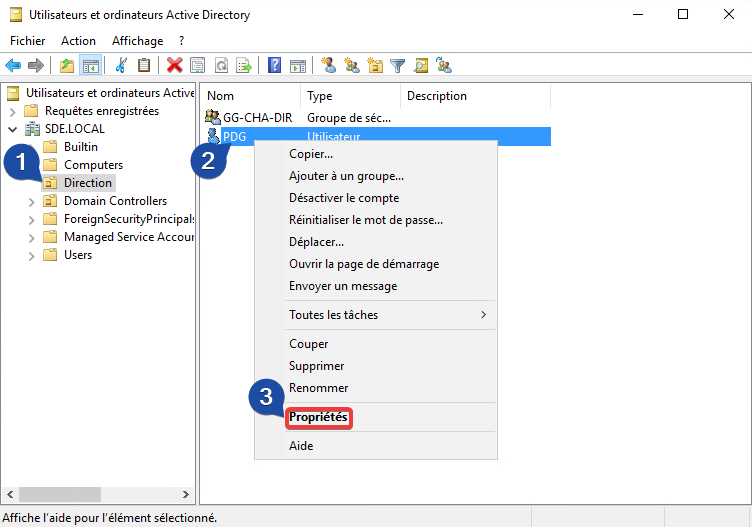 Utilisateurs et ordinateurs Active Directory
Fichier Action Affichage ?
Utilisateurs et ordinateurs Active
Requêtes enregistrées
SDE.LOCAL
Builtin
Computers
Direction
Domain Controllers
ForeignSecurityPrincipals
Managed Service Accour
Users
1
Nom Type Description
GG-CHA-DIR Groupe de séc...
PDG Utilisateur
2
Copier...
Ajouter à un groupe...
Désactiver le compte
Réinitialiser le mot de passe...
Déplacer...
Ouvrir la page de démarrage
Envoyer un message
Toutes les tâches
Couper
Supprimer
Renommer
3
Propriétés
Aide
Affiche l'aide pour l'élément sélectionné.